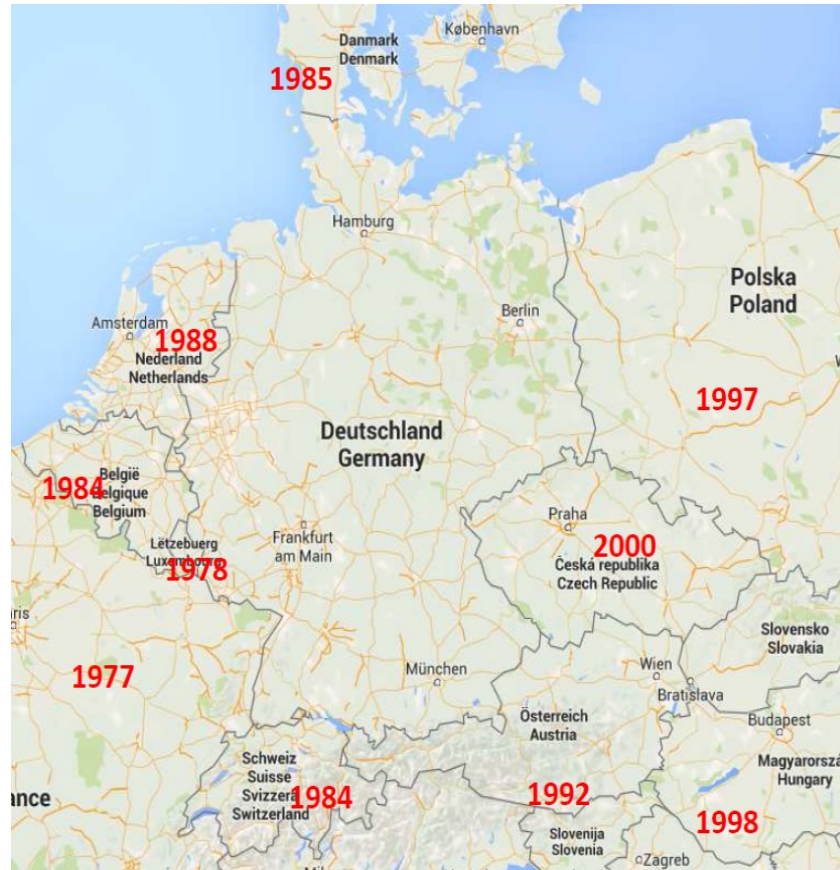 Danmark
Denmark
København
1985
Hamburg
Polska
Poland
Berlin
Amsterdam
1988
Nederland
Netherlands
1997
Deutschland
Germany
België
Belgique
Belgium
1984
Praha
2000
Česká republika
Czech Republic
Frankfurt
am Main
Lëtzebuerg
Luxembourg
1978
aris
Slovensko
Slovakia
1977
München
Wien
Bratislava
Österreich
Austria
Budapest
Magyarorszá
Hungary
Schweiz
Suisse
Svizzera
Switzerland
1984
ance
1992
1998
Slovenija
Slovenia
Zagreb